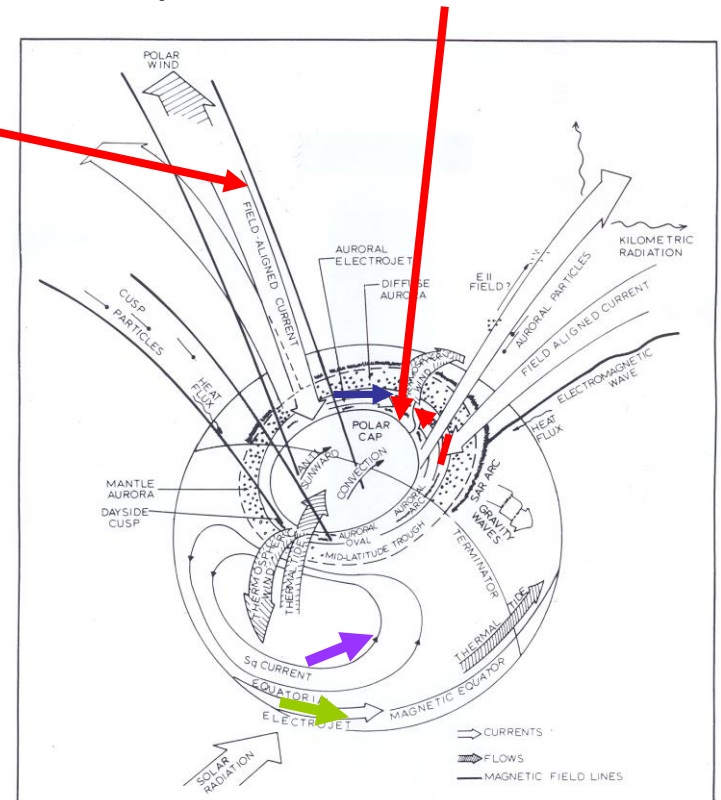 POLAR
WIND
FIELD-ALIGNED CURRENT
AURORAL
ELECTROJET
DIFFUSE
AURORA
E II
FIELD?
KILOMETRIC
RADIATION
AURORAL PARTICLES
FIELD ALIGNED CURRENT
ELECTROMAGNETIC
WAVE
HEAT
FLUX
CUSP
PARTICLES
HEAT
FLUX
WIND
POLAR
CAP
ANTI
SUNWARD
CONVECTION
MANTLE
AURORA
DAYSIDE
CUSP
AURORAL
ARC
SAR ARC
GRAVITY
WAVES
AURORAL
OVAL
MID-LATITUDE TROUGH
TERMINATOR
THERMOSPHERIC
WIND
THERMAL TIDE
THERMAL TIDE
Sq CURRENT
EQUATORIAL
ELECTROJET
MAGNETIC EQUATOR
SOLAR
RADIATION
CURRENTS
FLOWS
MAGNETIC FIELD LINES